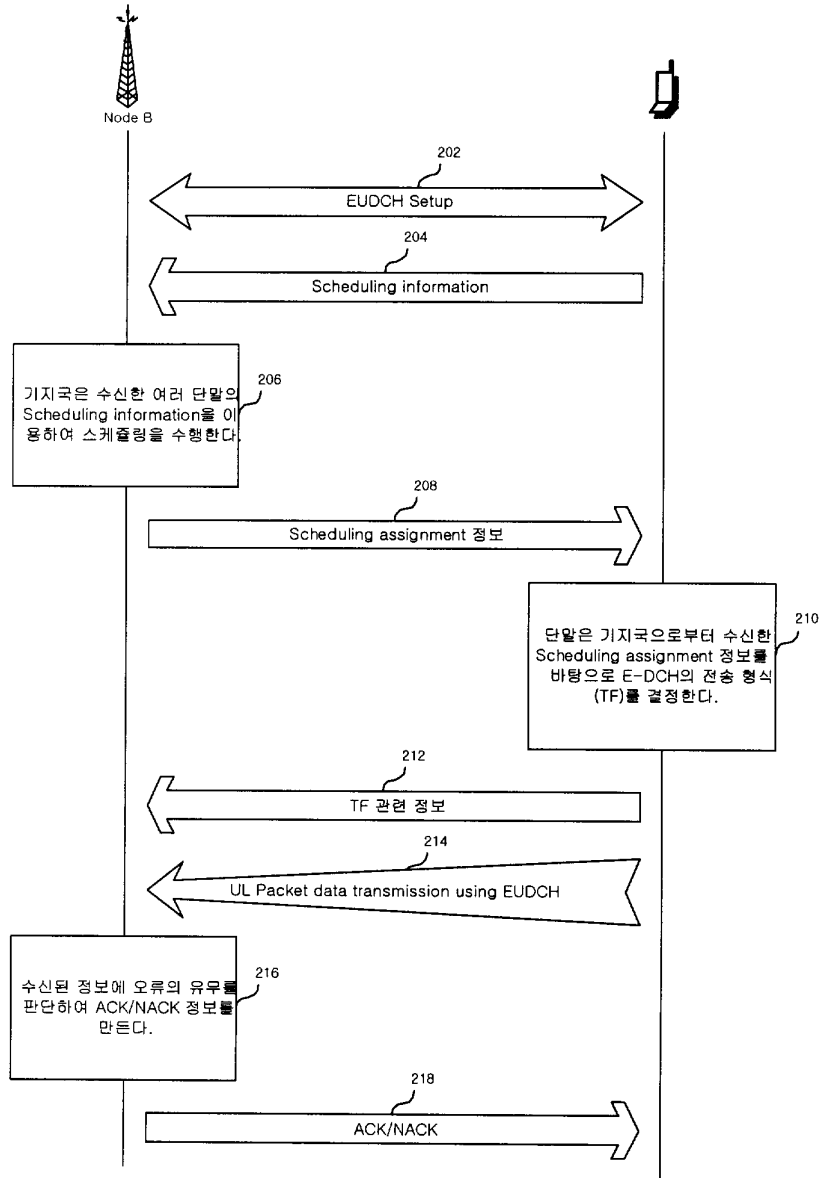 Node B
202
EUDCH Setup
204
Scheduling information
206
기지국은 수신한 여러 단말의
Scheduling information을 이
용하여 스케쥴링을 수행한다.
208
Scheduling assignment 정보
210
단말은 기지국으로부터 수신한
Scheduling assignment 정보를
바탕으로 E-DCH의 전송 형식
(TF)를 결정한다.
212
TF 관련 정보
214
UL Packet data transmission using EUDCH
216
수신된 정보에 오류의 유무를
판단하여 ACK/NACK 정보를
만든다.
218
ACK/NACK